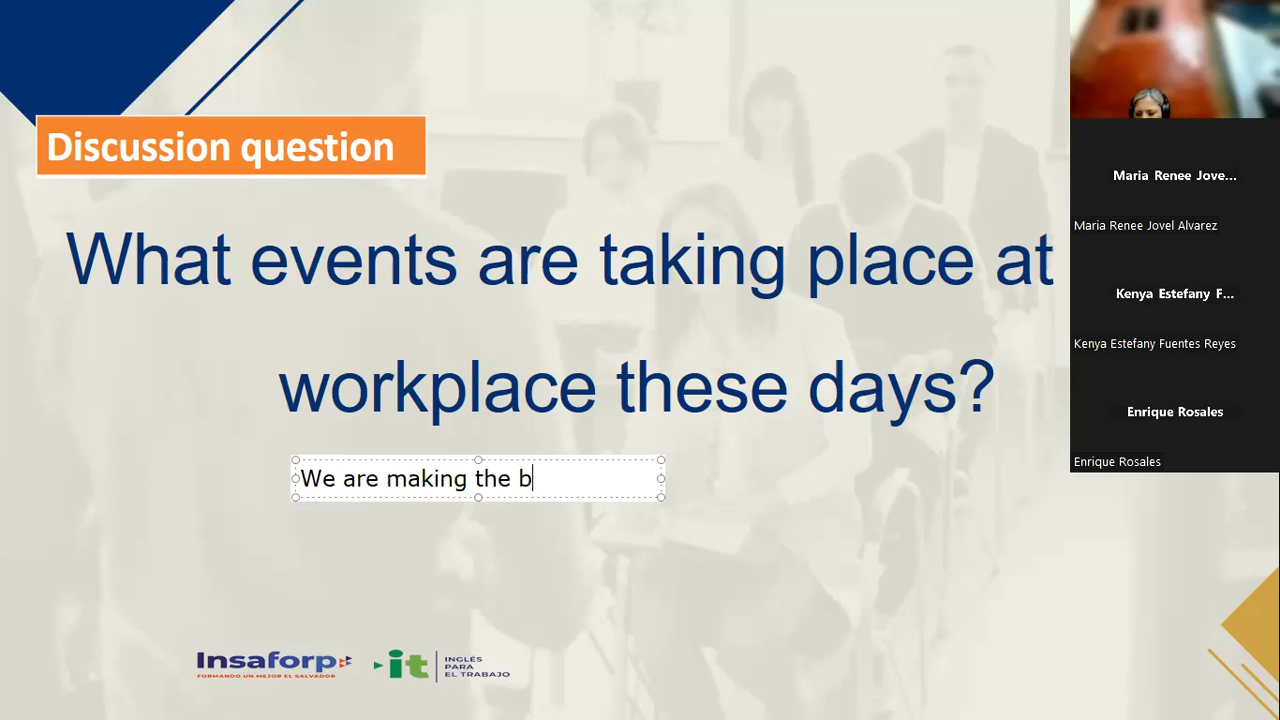 Discussion question
What events are taking place at
workplace these days?
We are making the b
Insaforp
FORMANDO UN MEJOR EL SALVADOR
it
INGLÉS
PARA
EL TRABAJO
Maria Renee Jove...
Maria Renee Jovel Alvarez
Kenya Estefany F...
Kenya Estefany Fuentes Reyes
Enrique Rosales
Enrique Rosales